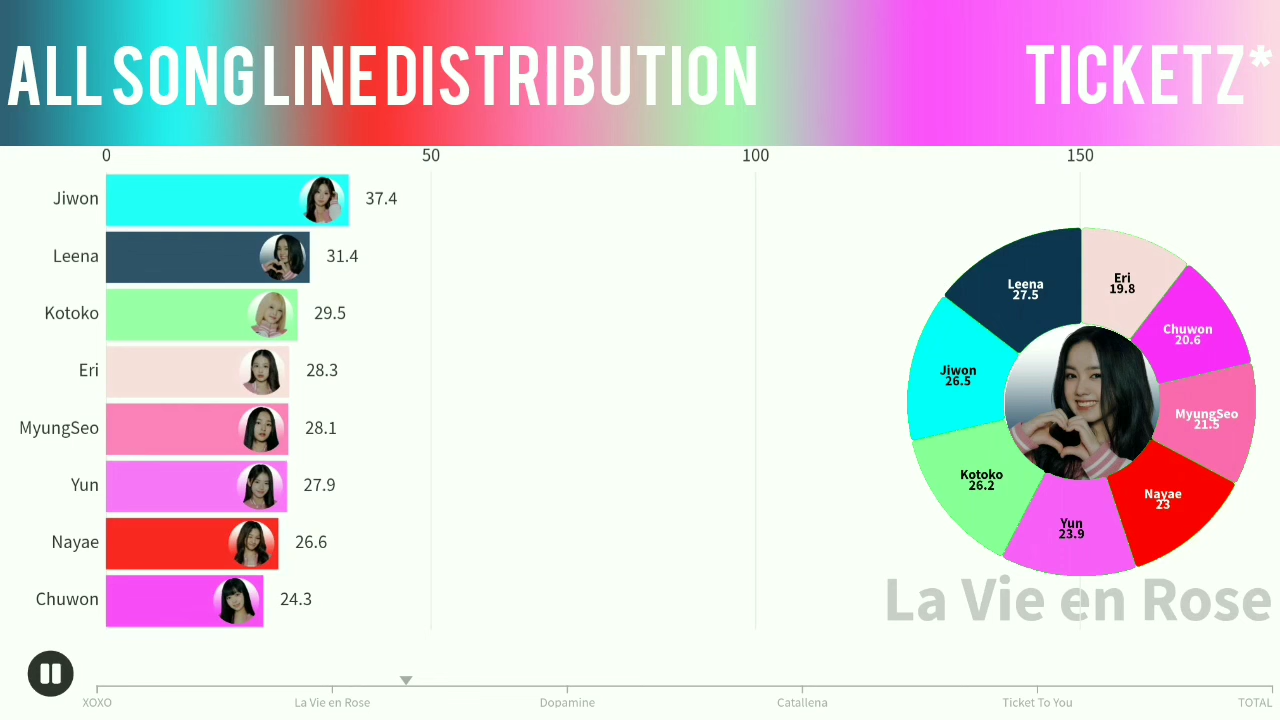 ALL SONG LINE DISTRIBUTION
TICKETZ*
0
50
100
150
Jiwon
37.4
Leena
31.4
Kotoko
29.5
Eri
28.3
MyungSeo
28.1
Yun
27.9
Nayae
26.6
Chuwon
24.3
Leena
27.5
Eri
19.8
Chuwon
20.6
Jiwon
26.5
MyungSeo
21.5
Kotoko
26.2
Nayae
23
Yun
23.9
La Vie en Rose
XOXO
La Vie en Rose
Dopamine
Catallena
Ticket To You
TOTAL